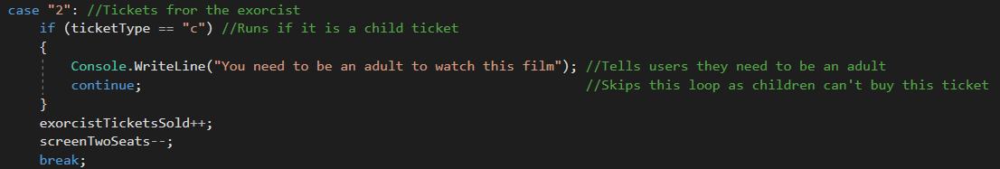 case "2": //Tickets fror the exorcist
if (ticketType == "c") //Runs if it is a child ticket
{
Console.WriteLine("You need to be an adult to watch this film"); //Tells users they need to be an adult
continue; //Skips this loop as children can't buy this ticket
}
exorcistTicketsSold++;
screenTwoSeats--;
break;